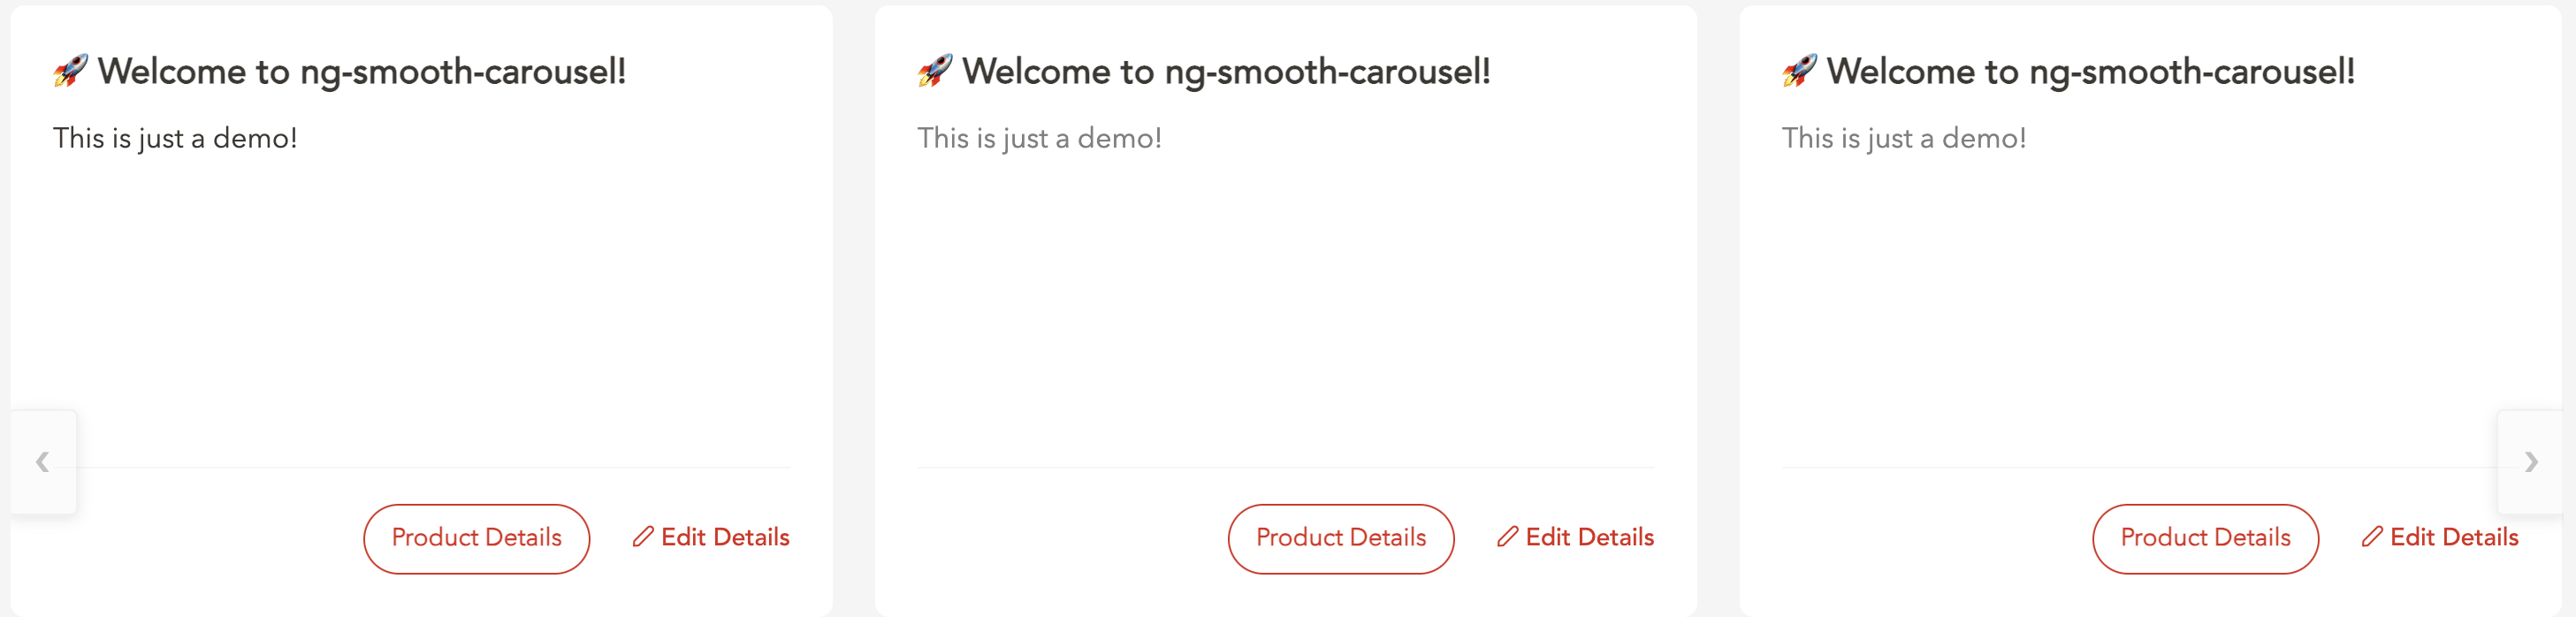 🚀 Welcome to ng-smooth-carousel!
This is just a demo!
Product Details
Edit Details
🚀 Welcome to ng-smooth-carousel!
This is just a demo!
Product Details
Edit Details
🚀 Welcome to ng-smooth-carousel!
This is just a demo!
Product Details
Edit Details